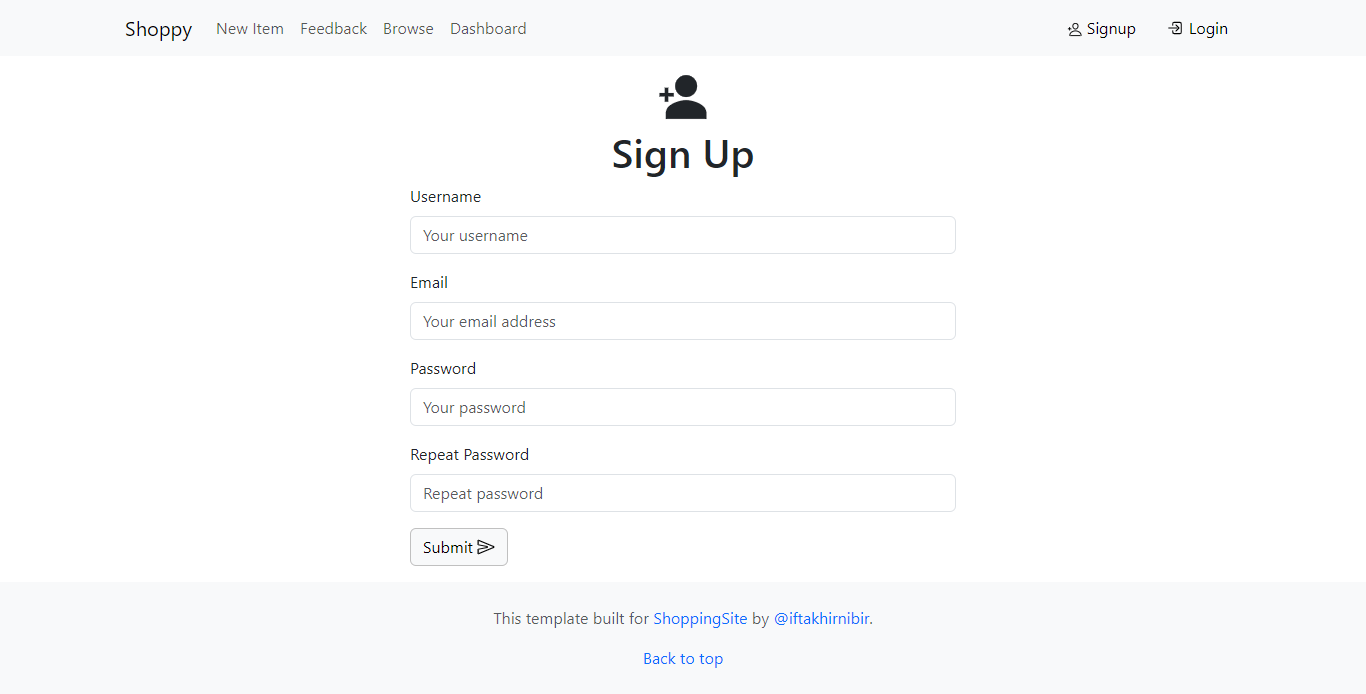 Shoppy New Item Feedback Browse Dashboard Signup Login
Sign Up
Username
Your username
Email
Your email address
Password
Your password
Repeat Password
Repeat password
Submit
This template built for ShoppingSite by @iftakhirnibir.
Back to top